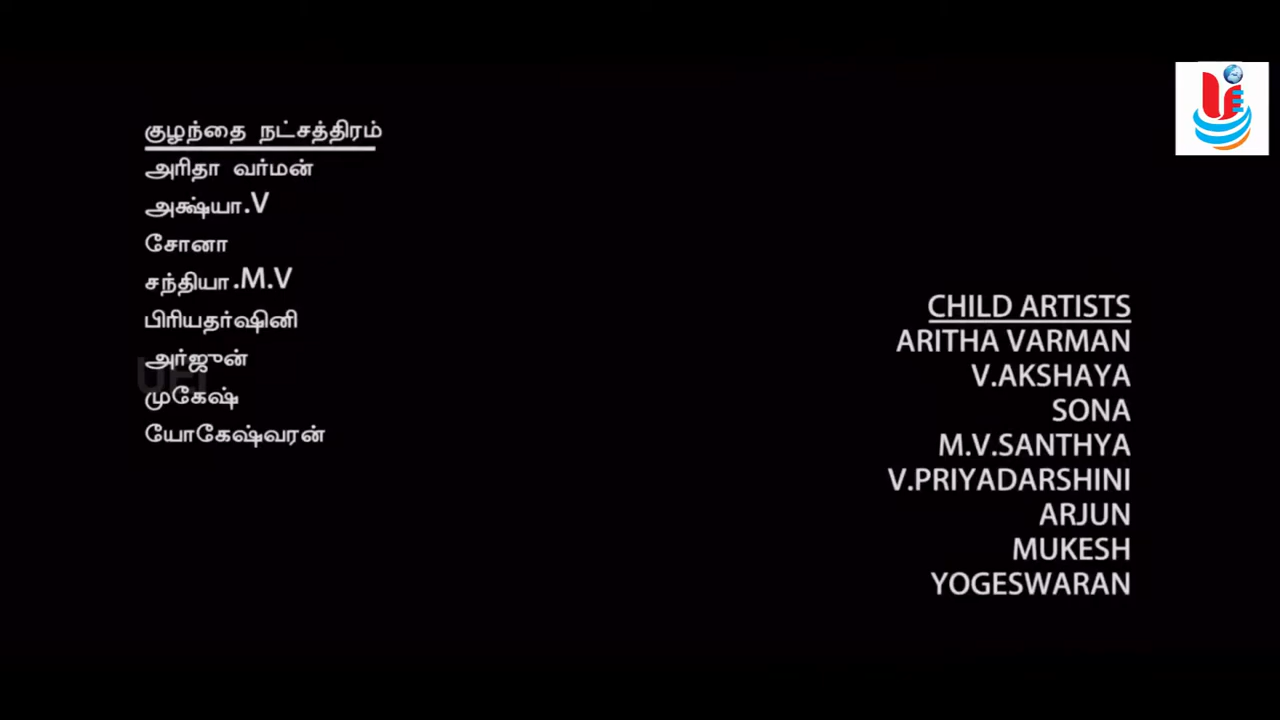 குழந்தை நட்சத்திரம்
அரிதா வர்மன்
அக்ஷ்யா.V
சோனா
சந்தியா.M.V
பிரியதர்ஷினி
அர்ஜுன்
முகேஷ்
யோகேஷ்வரன்
CHILD ARTISTS
ARITHA VARMAN
V.AKSHAYA
SONA
M.V.SANTHYA
V.PRIYADARSHINI
ARJUN
MUKESH
YOGESWARAN